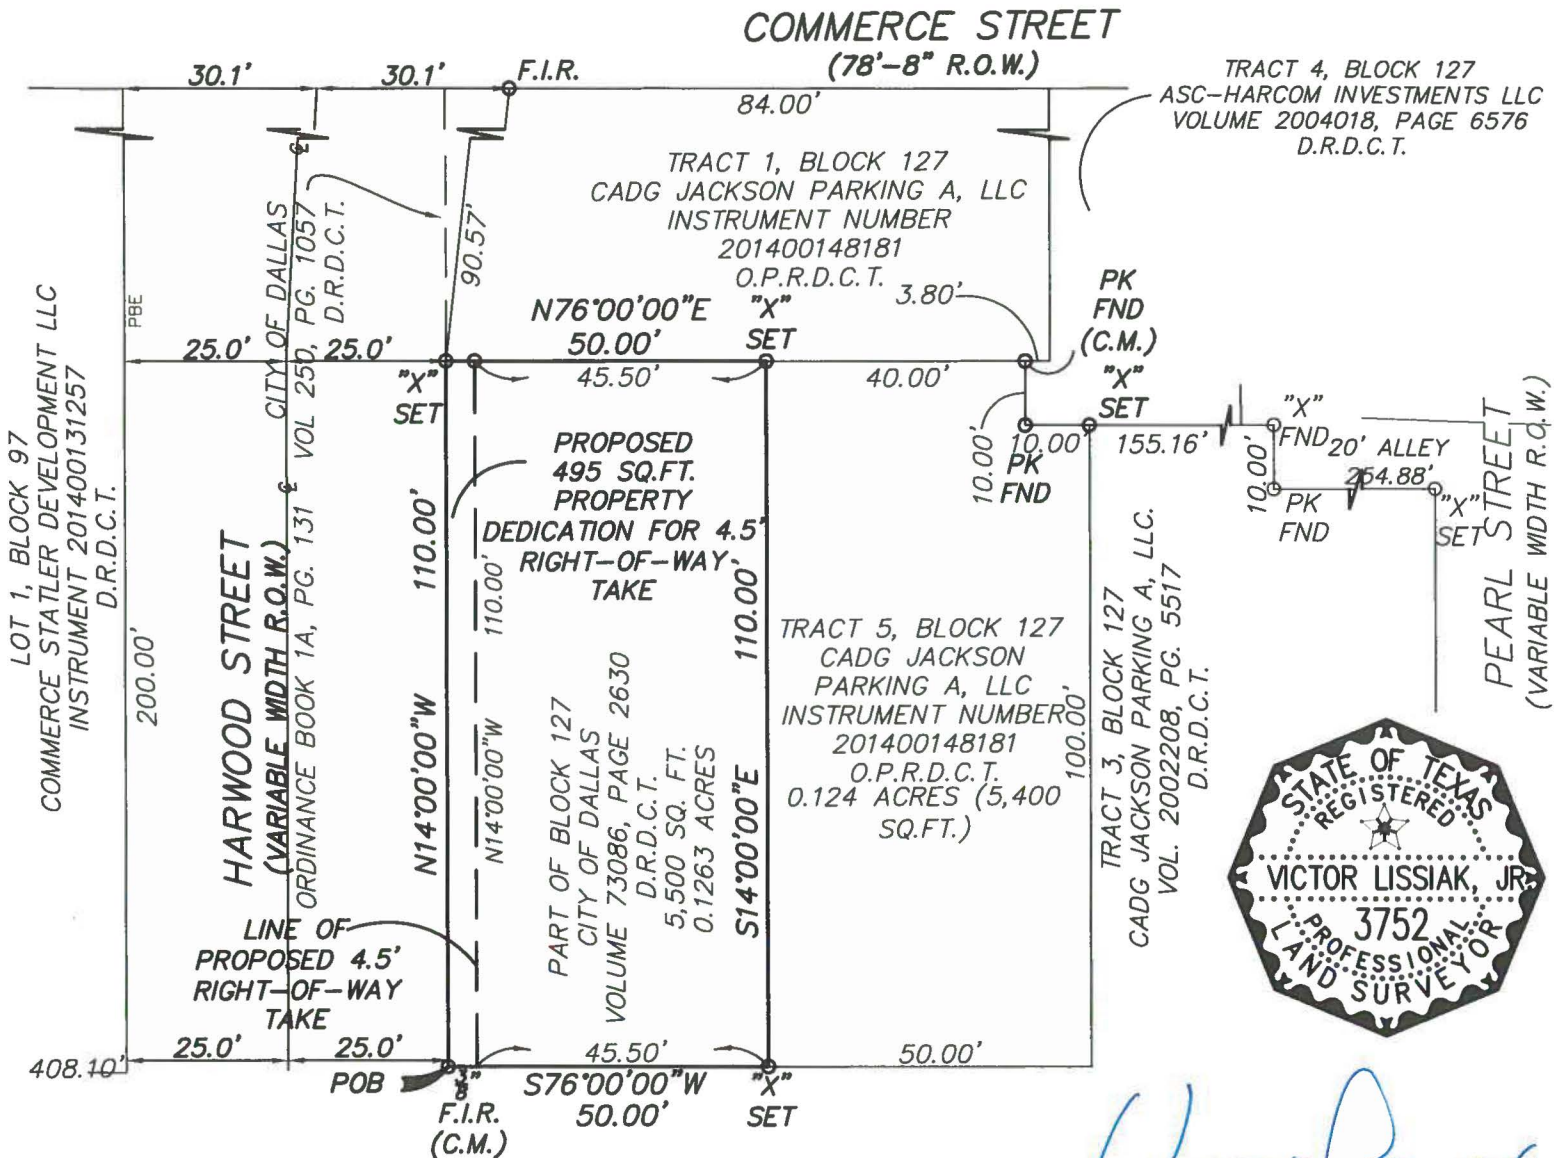 COMMERCE STREET
(78'-8" R.O.W.)
30.1'
30.1'
F.I.R.
84.00'
TRACT 4, BLOCK 127
ASC-HARCOM INVESTMENTS LLC
VOLUME 2004018, PAGE 6576
D.R.D.C.T.
TRACT 1, BLOCK 127
CADG JACKSON PARKING A, LLC
INSTRUMENT NUMBER
201400148181
O.P.R.D.C.T.
90.57'
℄
CITY OF DALLAS
VOL 250, PG. 1057
D.R.D.C.T.
PBE
3.80'
PK
FND
(C.M.)
N76°00'00"E
50.00'
"X"
SET
25.0'
25.0'
"X"
SET
45.50'
40.00'
"X"
SET
10.00'
10.00'
PK
FND
155.16'
"X"
FND
20' ALLEY
254.88'
10.00'
PK
FND
"X"
SET
PEARL STREET
(VARIABLE WIDTH R.O.W.)
LOT 1, BLOCK 97
COMMERCE STATLER DEVELOPMENT LLC
INSTRUMENT 201400131257
D.R.D.C.T.
200.00'
HARWOOD STREET
(VARIABLE WIDTH R.O.W.)
℄
ORDINANCE BOOK 1A, PG. 131
PROPOSED
495 SQ.FT.
PROPERTY
DEDICATION FOR 4.5'
RIGHT-OF-WAY
TAKE
110.00'
N14°00'00"W
110.00'
N14°00'00"W
PART OF BLOCK 127
CITY OF DALLAS
VOLUME 73086, PAGE 2630
D.R.D.C.T.
5,500 SQ. FT.
0.1263 ACRES
110.00'
S14°00'00"E
TRACT 5, BLOCK 127
CADG JACKSON
PARKING A, LLC
INSTRUMENT NUMBER
201400148181
O.P.R.D.C.T.
0.124 ACRES (5,400
SQ.FT.)
100.00'
TRACT 3, BLOCK 127
CADG JACKSON PARKING A, LLC.
VOL. 2002208, PG. 5517
D.R.D.C.T.
STATE OF TEXAS
REGISTERED
VICTOR LISSIAK, JR.
3752
PROFESSIONAL
LAND SURVEYOR
LINE OF
PROPOSED 4.5'
RIGHT-OF-WAY
TAKE
408.10'
25.0'
25.0'
POB
3/8"
F.I.R.
(C.M.)
45.50'
S76°00'00"W
50.00'
"X"
SET
50.00'